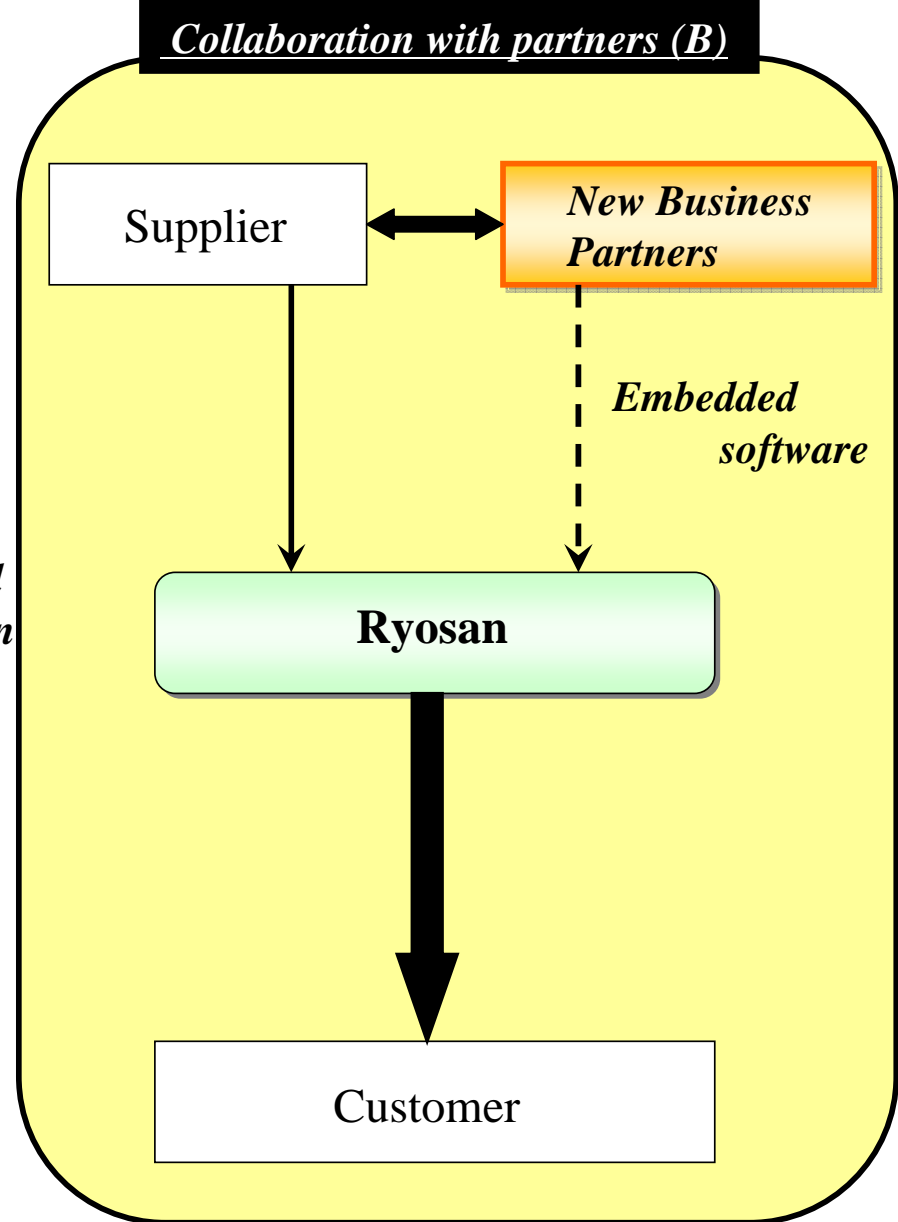 Collaboration with partners (B)
Supplier
New Business
Partners
Embedded
software
Ryosan
Customer